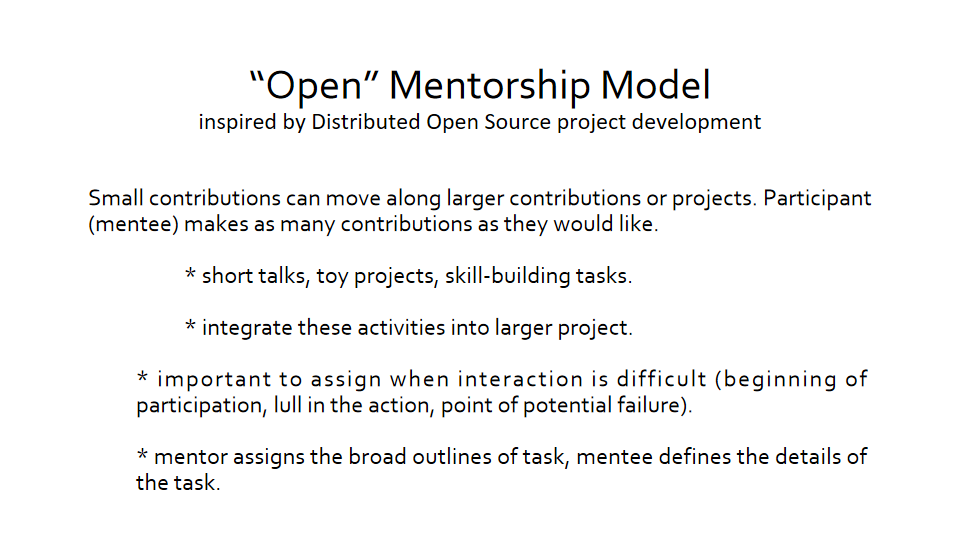 “Open” Mentorship Model
inspired by Distributed Open Source project development
Small contributions can move along larger contributions or projects. Participant
(mentee) makes as many contributions as they would like.
* short talks, toy projects, skill-building tasks.
* integrate these activities into larger project.
* important to assign when interaction is difficult (beginning of
participation, lull in the action, point of potential failure).
* mentor assigns the broad outlines of task, mentee defines the details of
the task.